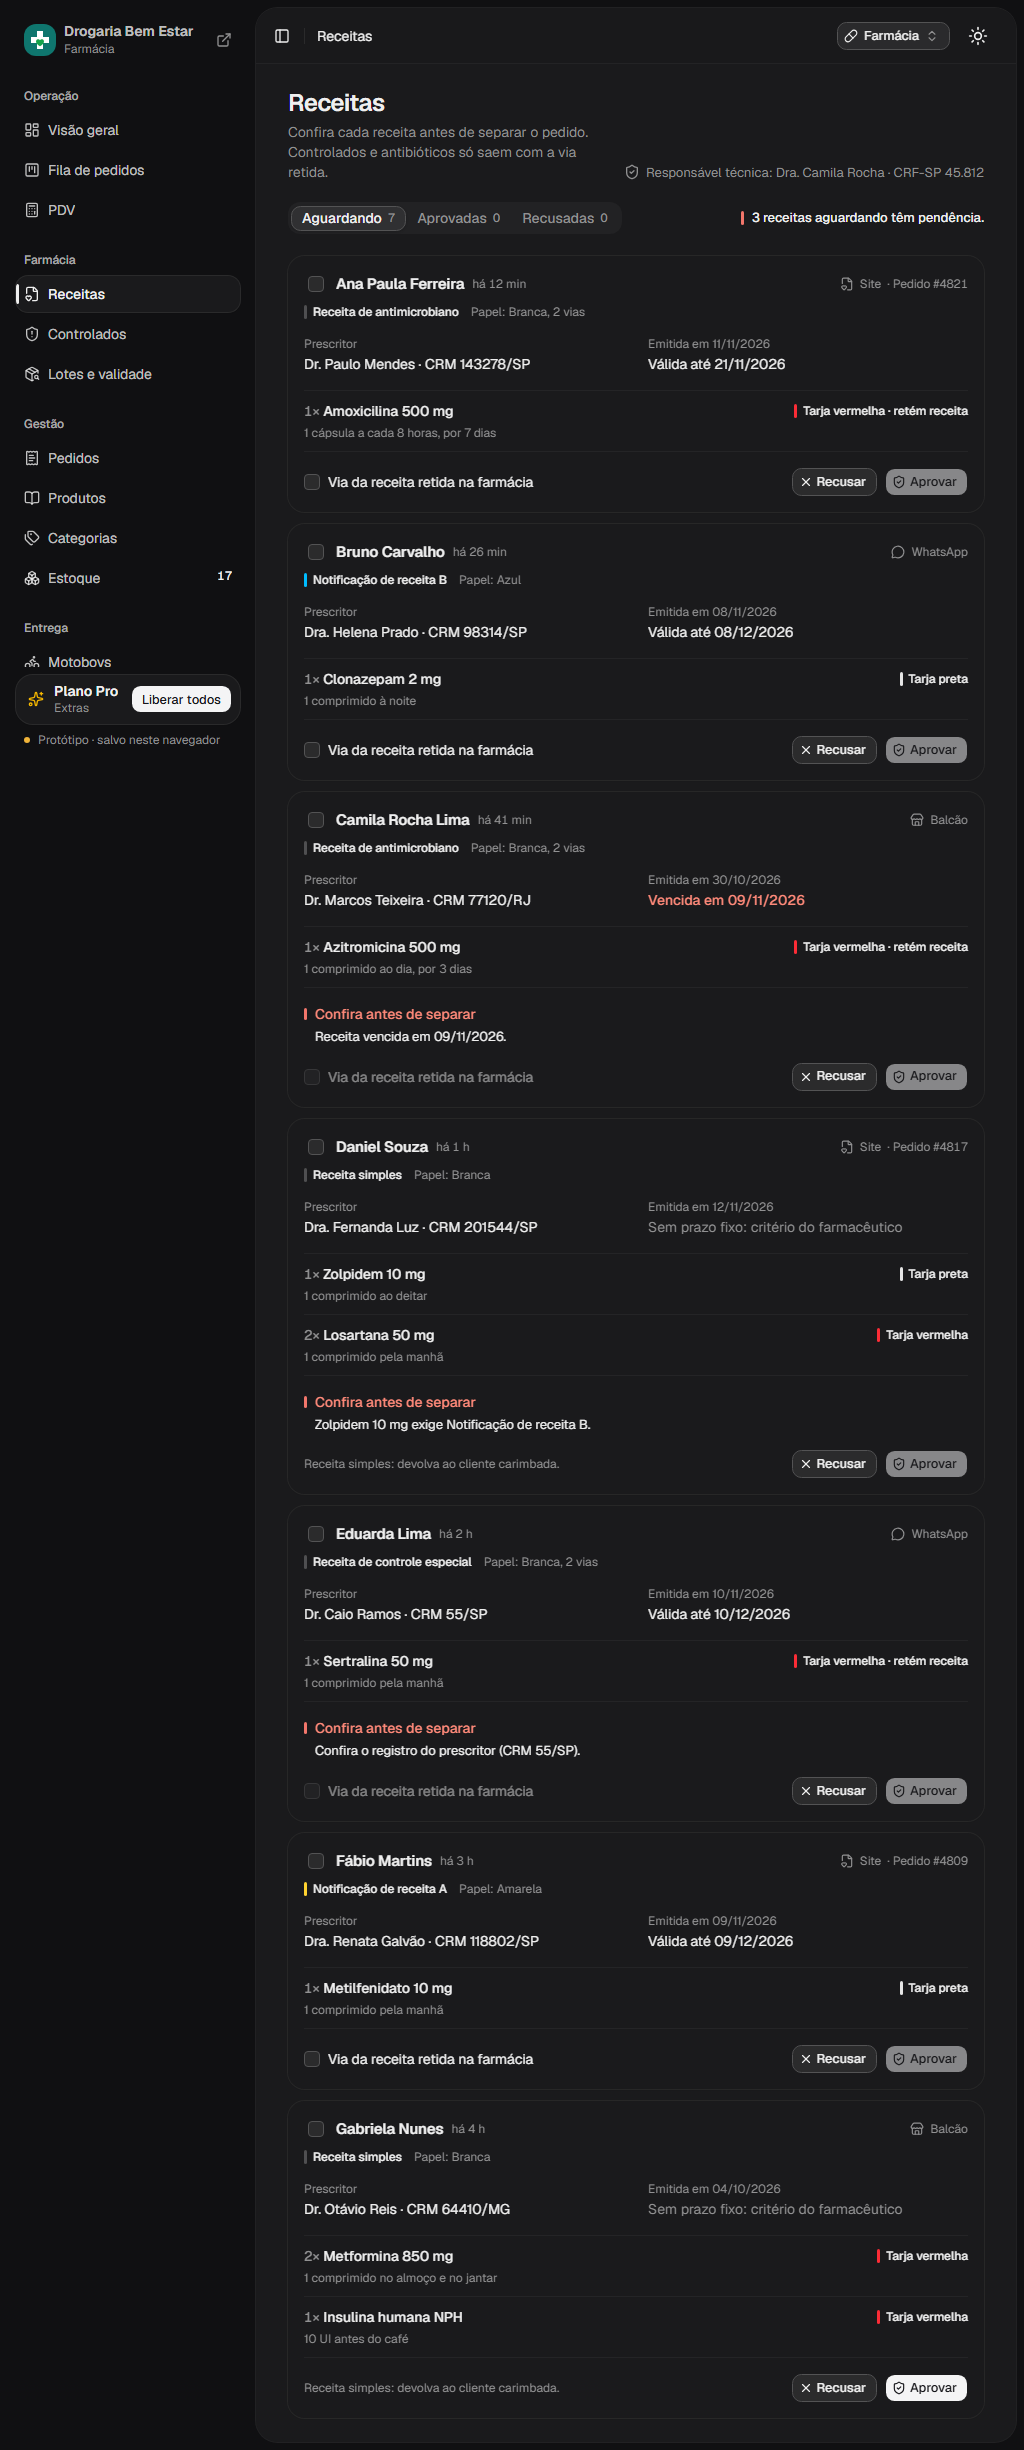 Drogaria Bem Estar
Farmácia
Operação
Visão geral
Fila de pedidos
PDV
Farmácia
Receitas
Controlados
Lotes e validade
Gestão
Pedidos
Produtos
Categorias
Estoque 17
Entrega
Motoboys
Plano Pro
Extras
Liberar todos
Protótipo · salvo neste navegador
Receitas
Farmácia
Receitas
Confira cada receita antes de separar o pedido.
Controlados e antibióticos só saem com a via
retida.
Responsável técnica: Dra. Camila Rocha · CRF-SP 45.812
Aguardando 7 Aprovadas 0 Recusadas 0
3 receitas aguardando têm pendência.
Ana Paula Ferreira há 12 min Site · Pedido #4821
Receita de antimicrobiano Papel: Branca, 2 vias
Prescritor Emitida em 11/11/2026
Dr. Paulo Mendes · CRM 143278/SP Válida até 21/11/2026
1× Amoxicilina 500 mg Tarja vermelha · retém receita
1 cápsula a cada 8 horas, por 7 dias
Via da receita retida na farmácia Recusar Aprovar
Bruno Carvalho há 26 min WhatsApp
Notificação de receita B Papel: Azul
Prescritor Emitida em 08/11/2026
Dra. Helena Prado · CRM 98314/SP Válida até 08/12/2026
1× Clonazepam 2 mg Tarja preta
1 comprimido à noite
Via da receita retida na farmácia Recusar Aprovar
Camila Rocha Lima há 41 min Balcão
Receita de antimicrobiano Papel: Branca, 2 vias
Prescritor Emitida em 30/10/2026
Dr. Marcos Teixeira · CRM 77120/RJ Vencida em 09/11/2026
1× Azitromicina 500 mg Tarja vermelha · retém receita
1 comprimido ao dia, por 3 dias
Confira antes de separar
Receita vencida em 09/11/2026.
Via da receita retida na farmácia Recusar Aprovar
Daniel Souza há 1 h Site · Pedido #4817
Receita simples Papel: Branca
Prescritor Emitida em 12/11/2026
Dra. Fernanda Luz · CRM 201544/SP Sem prazo fixo: critério do farmacêutico
1× Zolpidem 10 mg Tarja preta
1 comprimido ao deitar
2× Losartana 50 mg Tarja vermelha
1 comprimido pela manhã
Confira antes de separar
Zolpidem 10 mg exige Notificação de receita B.
Receita simples: devolva ao cliente carimbada. Recusar Aprovar
Eduarda Lima há 2 h WhatsApp
Receita de controle especial Papel: Branca, 2 vias
Prescritor Emitida em 10/11/2026
Dr. Caio Ramos · CRM 55/SP Válida até 10/12/2026
1× Sertralina 50 mg Tarja vermelha · retém receita
1 comprimido pela manhã
Confira antes de separar
Confira o registro do prescritor (CRM 55/SP).
Via da receita retida na farmácia Recusar Aprovar
Fábio Martins há 3 h Site · Pedido #4809
Notificação de receita A Papel: Amarela
Prescritor Emitida em 09/11/2026
Dra. Renata Galvão · CRM 118802/SP Válida até 09/12/2026
1× Metilfenidato 10 mg Tarja preta
1 comprimido pela manhã
Via da receita retida na farmácia Recusar Aprovar
Gabriela Nunes há 4 h Balcão
Receita simples Papel: Branca
Prescritor Emitida em 04/10/2026
Dr. Otávio Reis · CRM 64410/MG Sem prazo fixo: critério do farmacêutico
2× Metformina 850 mg Tarja vermelha
1 comprimido no almoço e no jantar
1× Insulina humana NPH Tarja vermelha
10 UI antes do café
Receita simples: devolva ao cliente carimbada. Recusar Aprovar